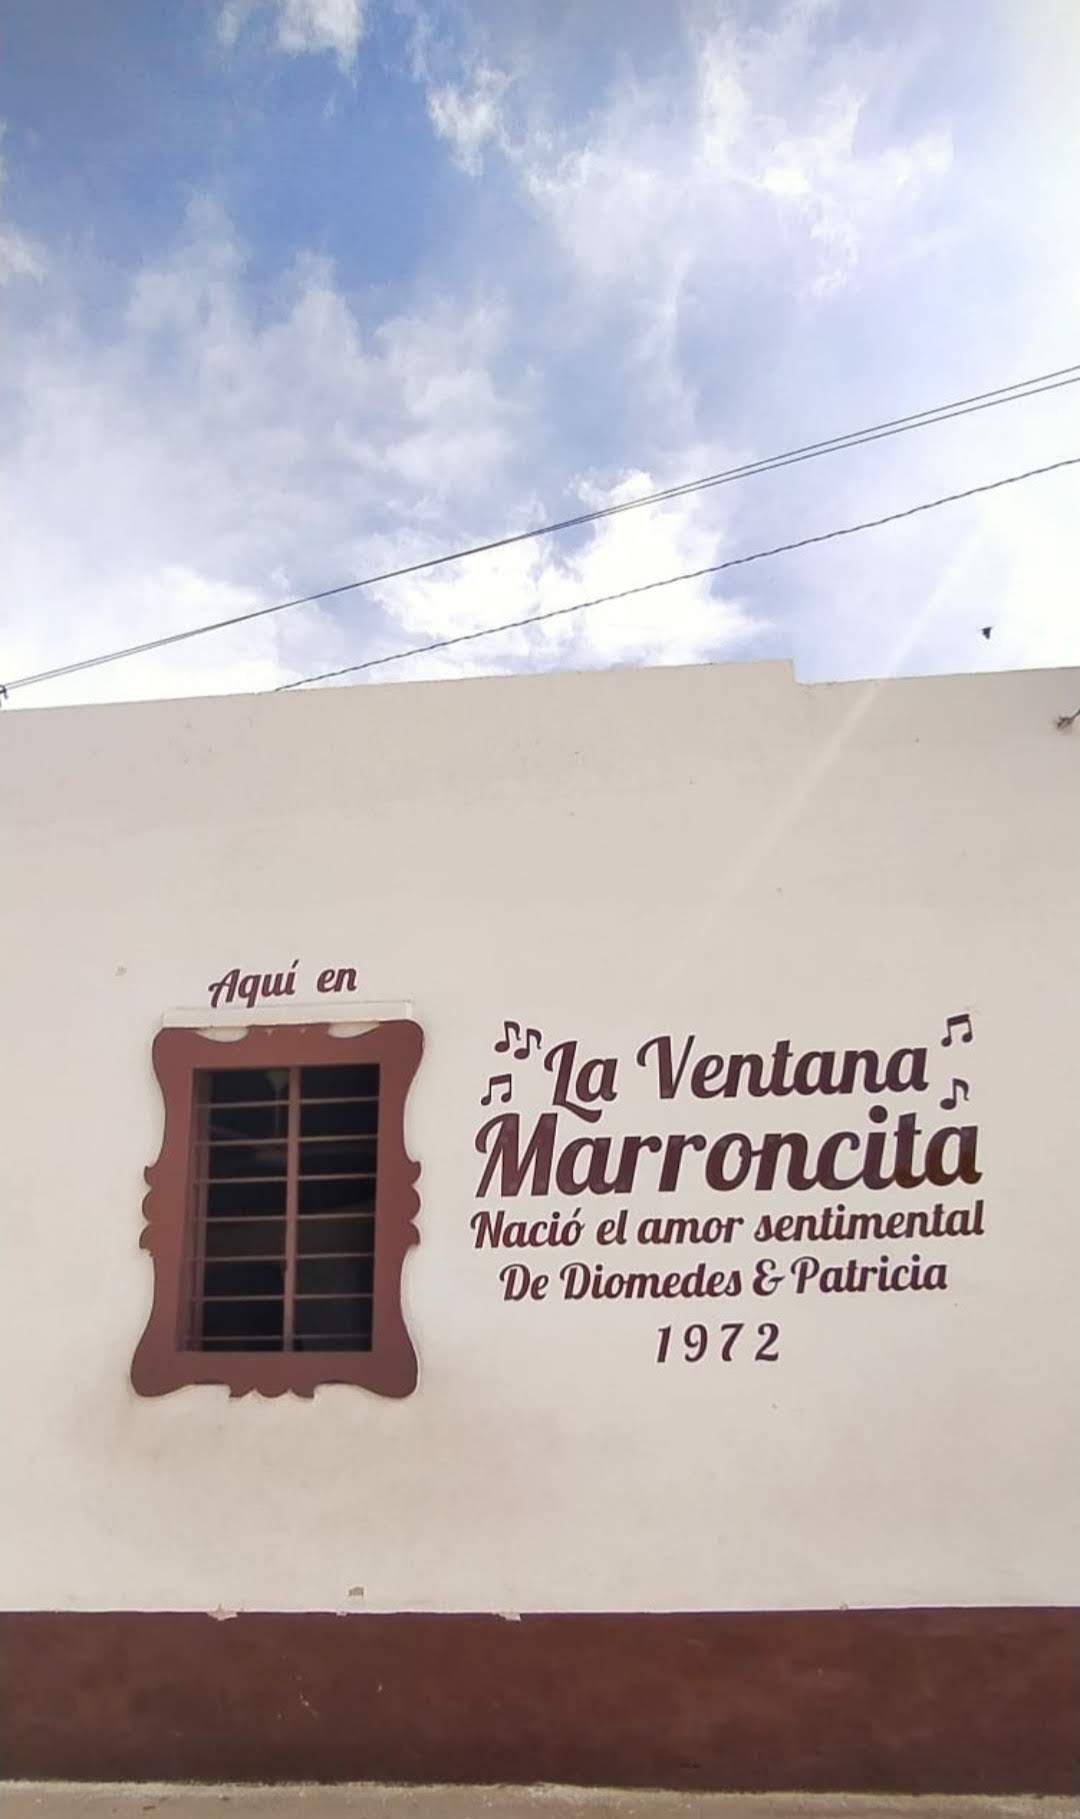 Aquí en
La Ventana
Marroncita
Nació el amor sentimental
De Diomedes & Patricia
1972